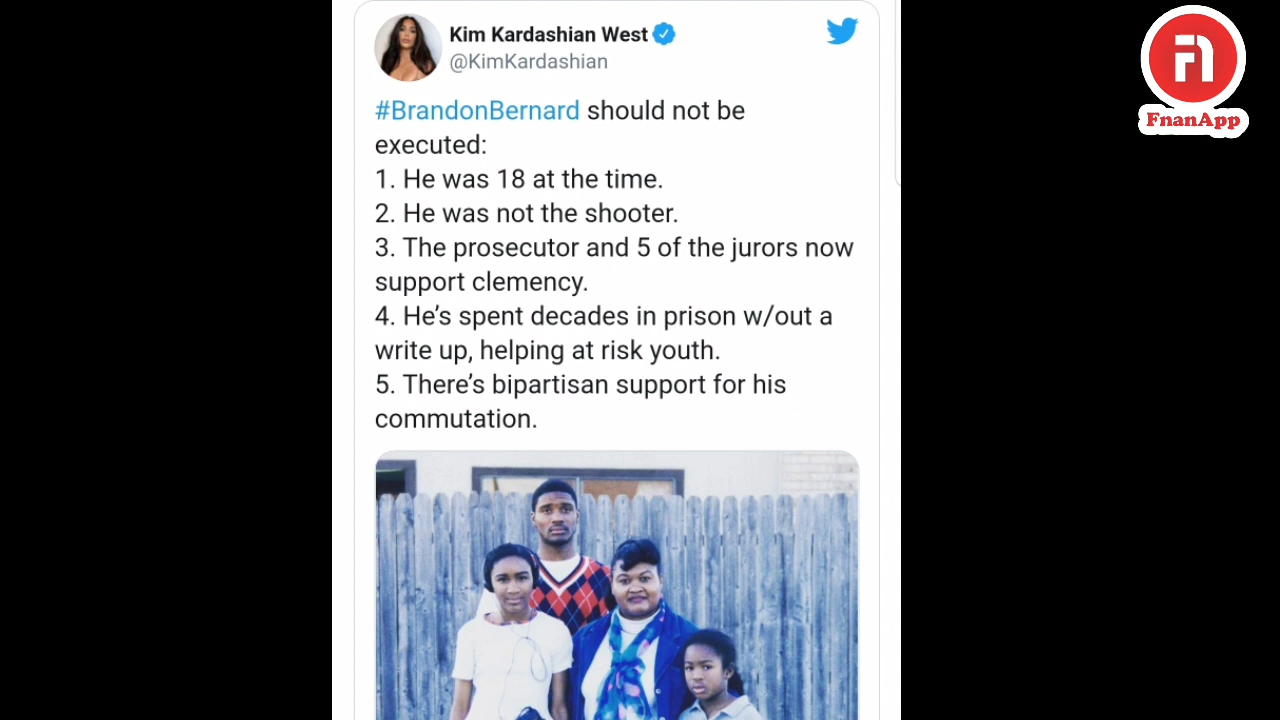 Kim Kardashian West
@KimKardashian
#BrandonBernard should not be
executed:
1. He was 18 at the time.
2. He was not the shooter.
3. The prosecutor and 5 of the jurors now
support clemency.
4. He’s spent decades in prison w/out a
write up, helping at risk youth.
5. There’s bipartisan support for his
commutation.
FnanApp